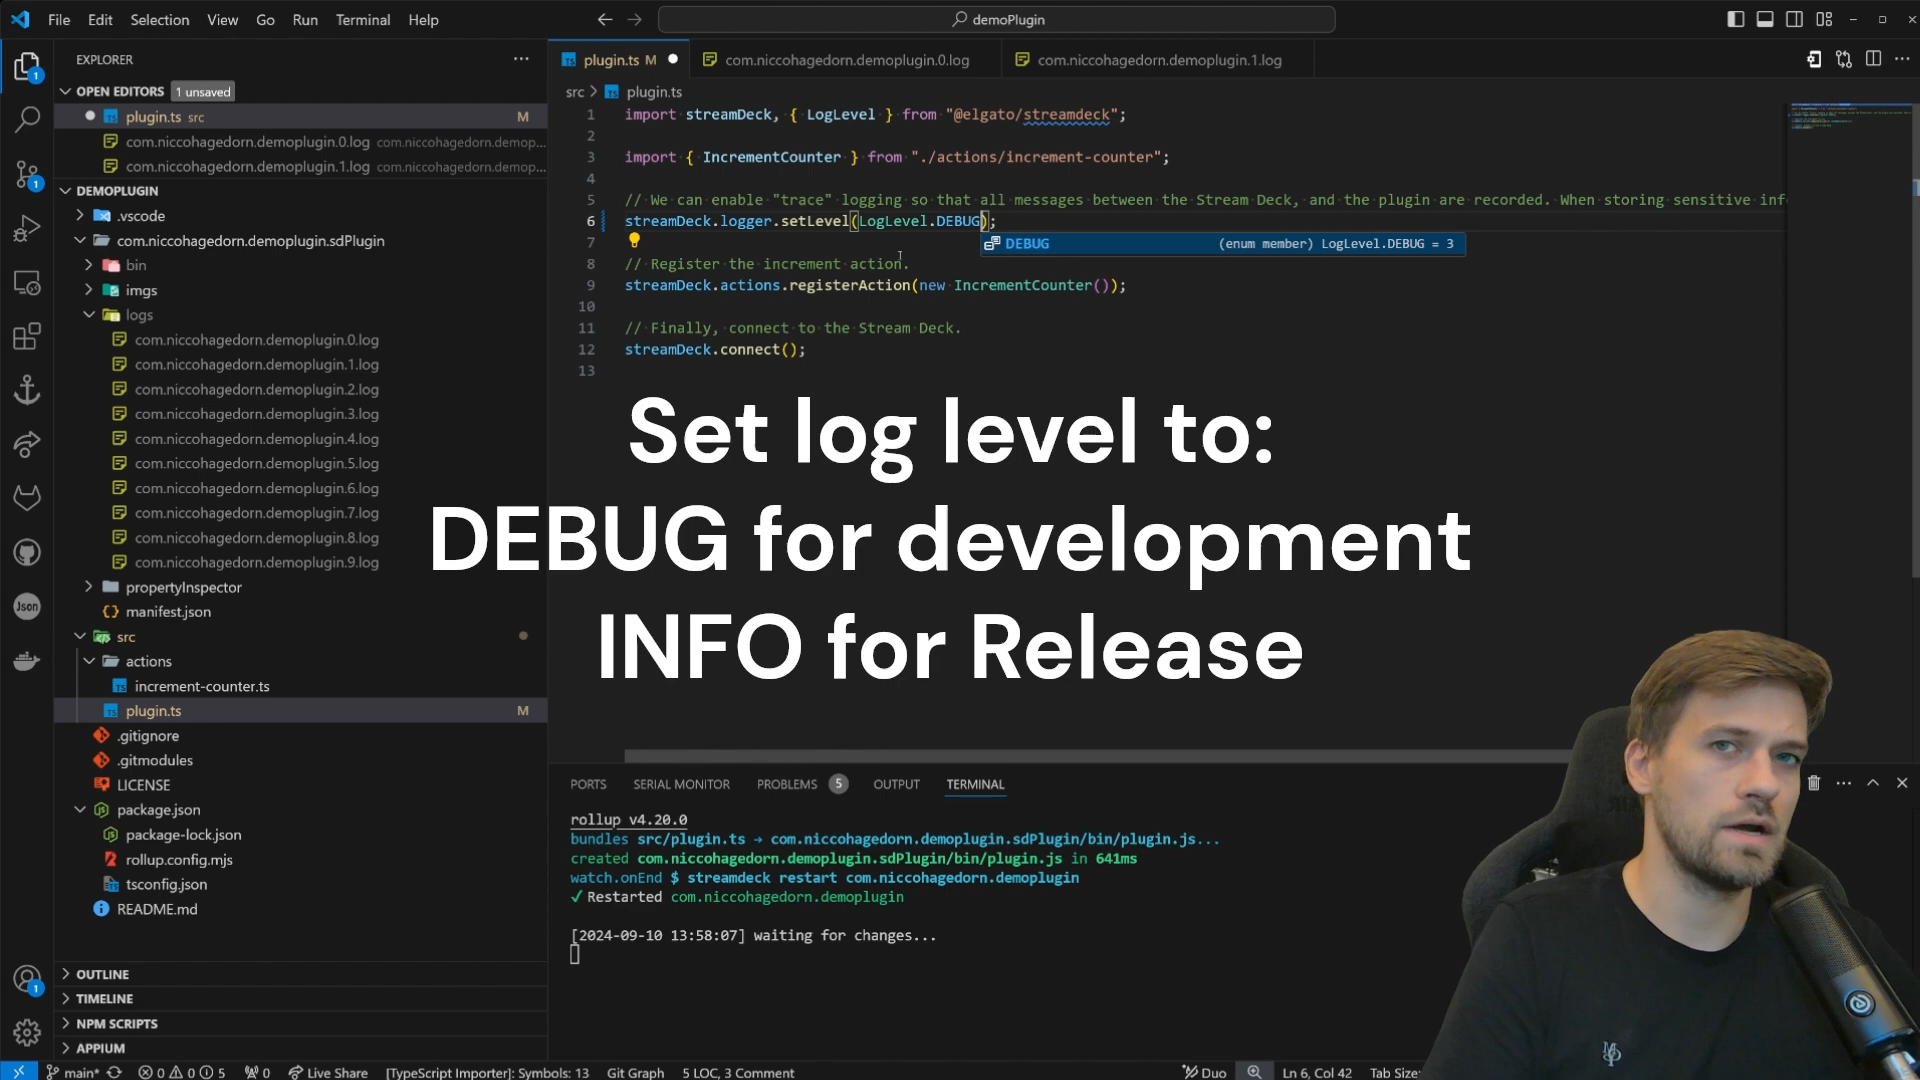 File Edit Selection View Go Run Terminal Help
demoPlugin
EXPLORER
OPEN EDITORS 1 unsaved
plugin.ts src M
com.niccohagedorn.demoplugin.0.log com.niccohagedorn.demop...
com.niccohagedorn.demoplugin.1.log com.niccohagedorn.demop...
DEMOPLUGIN
.vscode
com.niccohagedorn.demoplugin.sdPlugin
bin
imgs
logs
com.niccohagedorn.demoplugin.0.log
com.niccohagedorn.demoplugin.1.log
com.niccohagedorn.demoplugin.2.log
com.niccohagedorn.demoplugin.3.log
com.niccohagedorn.demoplugin.4.log
com.niccohagedorn.demoplugin.5.log
com.niccohagedorn.demoplugin.6.log
com.niccohagedorn.demoplugin.7.log
com.niccohagedorn.demoplugin.8.log
com.niccohagedorn.demoplugin.9.log
propertyInspector
manifest.json
src
actions
increment-counter.ts
plugin.ts M
.gitignore
.gitmodules
LICENSE
package.json
package-lock.json
rollup.config.mjs
tsconfig.json
README.md
OUTLINE
TIMELINE
NPM SCRIPTS
APPIUM
plugin.ts M com.niccohagedorn.demoplugin.0.log com.niccohagedorn.demoplugin.1.log
src > plugin.ts
1 import streamDeck, { LogLevel } from "@elgato/streamdeck";
2
3 import { IncrementCounter } from "./actions/increment-counter";
4
5 // We can enable "trace" logging so that all messages between the Stream Deck, and the plugin are recorded. When storing sensitive inf
6 streamDeck.logger.setLevel(LogLevel.DEBUG);
7
DEBUG (enum member) LogLevel.DEBUG = 3
8 // Register the increment action.
9 streamDeck.actions.registerAction(new IncrementCounter());
10
11 // Finally, connect to the Stream Deck.
12 streamDeck.connect();
13
Set log level to:
DEBUG for development
INFO for Release
PORTS SERIAL MONITOR PROBLEMS 5 OUTPUT TERMINAL
rollup v4.20.0
bundles src/plugin.ts → com.niccohagedorn.demoplugin.sdPlugin/bin/plugin.js...
created com.niccohagedorn.demoplugin.sdPlugin/bin/plugin.js in 641ms
watch.onEnd $ streamdeck restart com.niccohagedorn.demoplugin
✓ Restarted com.niccohagedorn.demoplugin
[2024-09-10 13:58:07] waiting for changes...
main* 0 0 5 0 Live Share [TypeScript Importer]: Symbols: 13 Git Graph 5 LOC, 3 Comment Duo Ln 6, Col 42 Tab Size:
1
1
Json
1